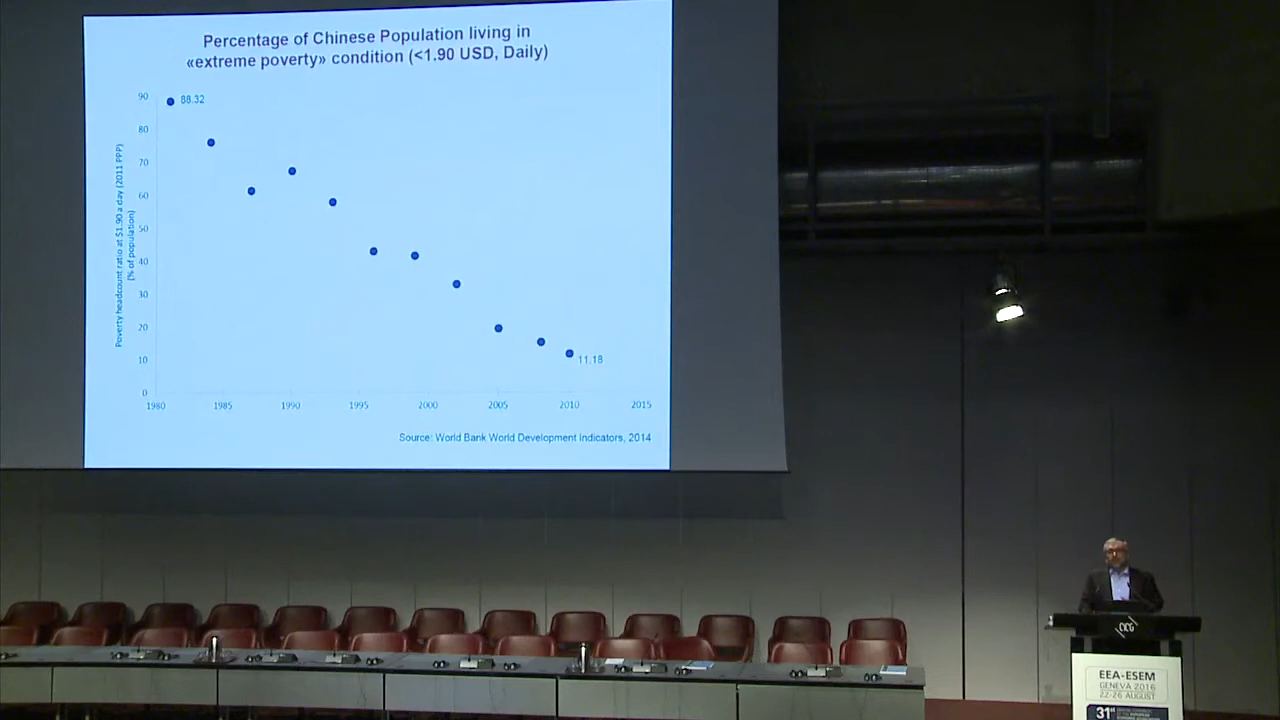 Percentage of Chinese Population living in
«extreme poverty» condition (<1.90 USD, Daily)
Poverty headcount ratio at $1.90 a day (2011 PPP)
(% of population)
90
80
70
60
50
40
30
20
10
0
88.32
11.18
1980 1985 1990 1995 2000 2005 2010 2015
Source: World Bank World Development Indicators, 2014
CICG
EEA-ESEM
GENEVA 2016
22-26 AUGUST
31st